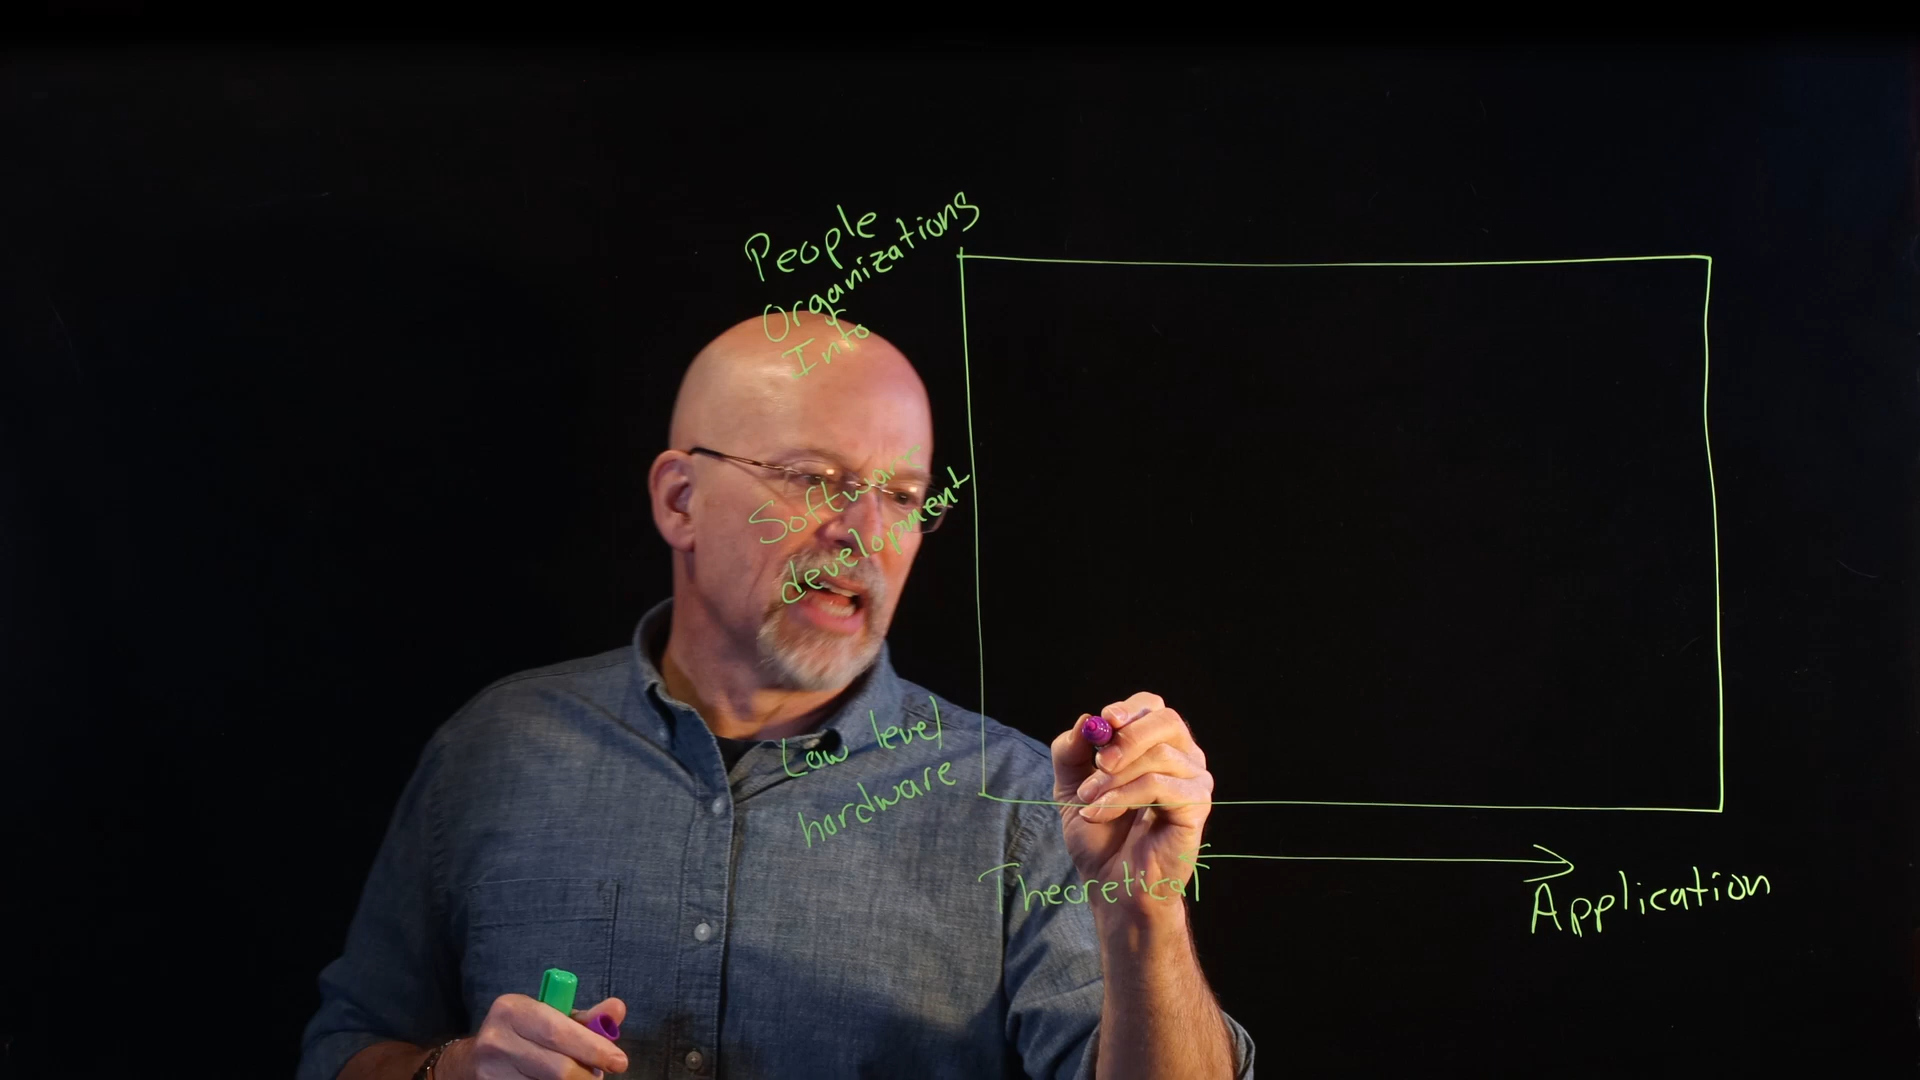 People
Organizations
Info
Software
development
Low level
hardware
Theoretical
Application